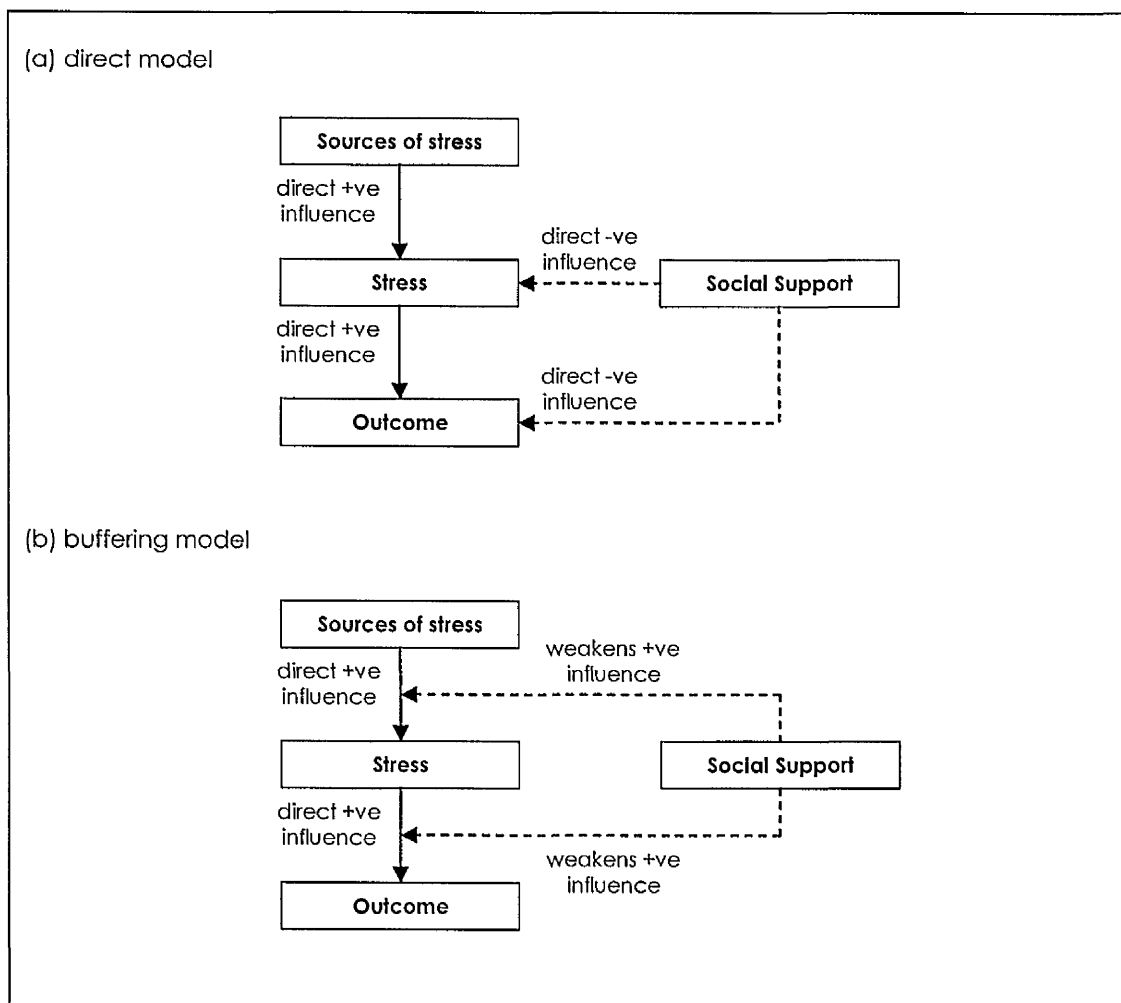 (a) direct model
Sources of stress
direct +ve
influence
direct -ve
influence
Stress
Social Support
direct +ve
influence
direct -ve
influence
Outcome
(b) buffering model
Sources of stress
weakens +ve
influence
direct +ve
influence
Stress
Social Support
direct +ve
influence
weakens +ve
influence
Outcome